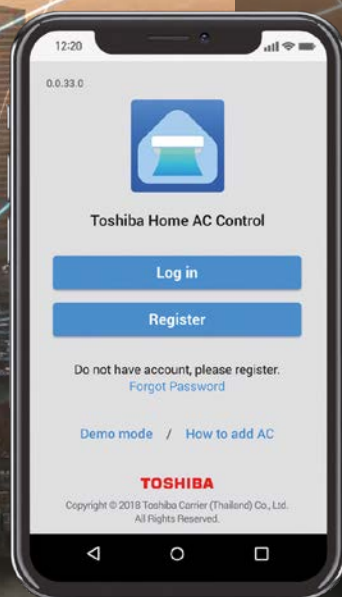 12:20
0.0.33.0
Toshiba Home AC Control
Log in
Register
Do not have account, please register.
Forgot Password
Demo mode / How to add AC
TOSHIBA
Copyright © 2018 Toshiba Carrier (Thailand) Co., Ltd.
All Rights Reserved.